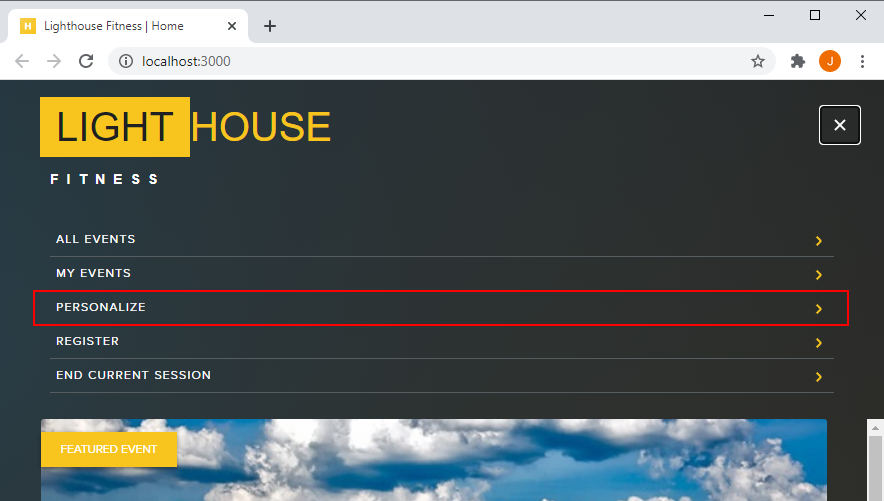 H
Lighthouse Fitness | Home
localhost:3000
J
LIGHT HOUSE
FITNESS
ALL EVENTS
MY EVENTS
PERSONALIZE
REGISTER
END CURRENT SESSION
FEATURED EVENT